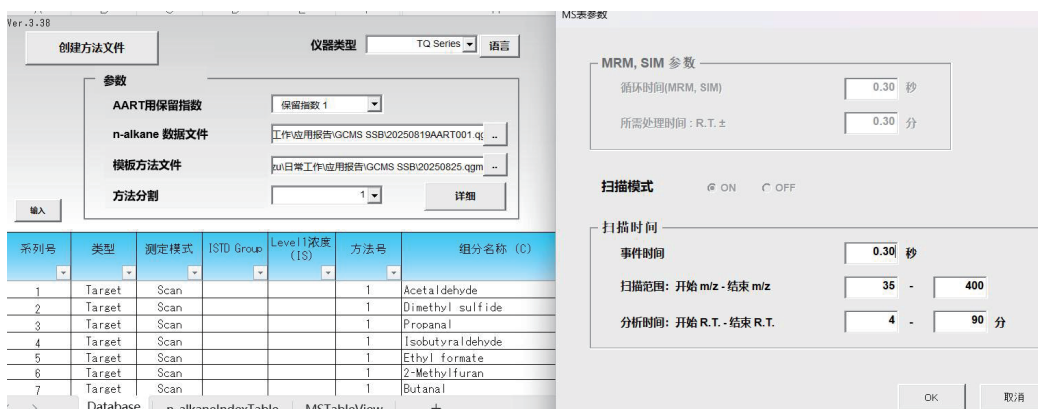 Ver.3.38
创建方法文件
仪器类型
TQ Series
语言
参数
AART用保留指数
保留指数 1
n-alkane 数据文件
工作\应用报告\GCMS SSB\20250819AART001.qg
..
模板方法文件
zu\日常工作\应用报告\GCMS SSB\20250825.qgm
..
方法分割
1
详细
输入
系列号 类型 测定模式 ISTD Group Level1浓度(IS) 方法号 组分名称 (C)
1 Target Scan 1 Acetaldehyde
2 Target Scan 1 Dimethyl sulfide
3 Target Scan 1 Propanal
4 Target Scan 1 Isobutyraldehyde
5 Target Scan 1 Ethyl formate
6 Target Scan 1 2-Methylfuran
7 Target Scan 1 Butanal
Database n-alkaneIndexTable MSTableView +
MS表参数
MRM, SIM 参数
循环时间(MRM, SIM) 0.30 秒
所需处理时间 : R.T. ± 0.30 分
扫描模式 ON OFF
扫描时间
事件时间 0.30 秒
扫描范围: 开始 m/z - 结束 m/z 35 - 400
分析时间: 开始 R.T. - 结束 R.T. 4 - 90 分
OK 取消